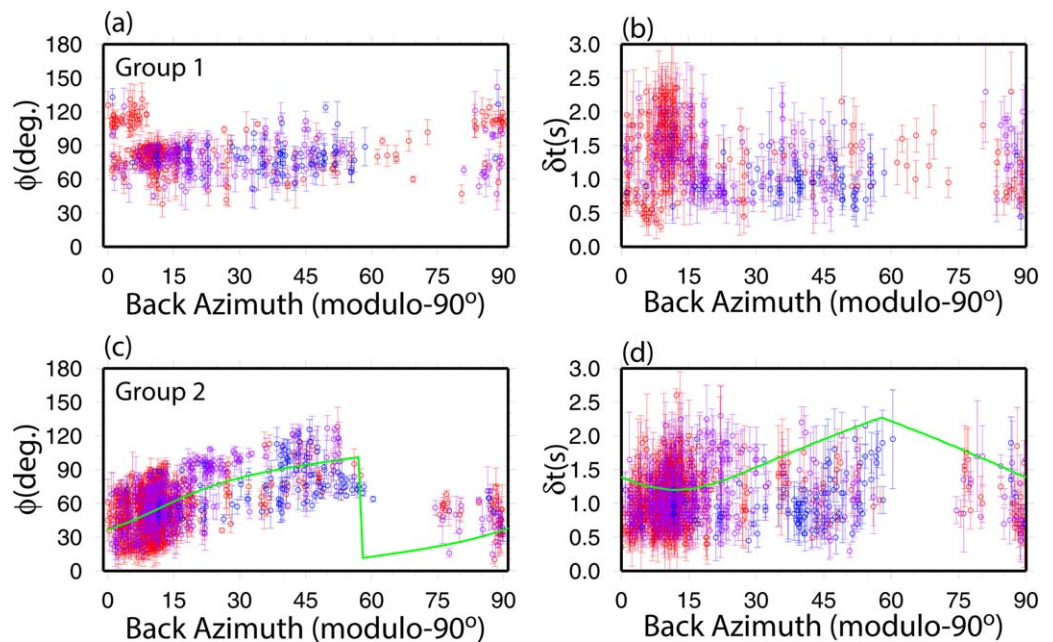 (a)
(b)
180
150
120
90
60
30
0
ϕ(deg.)
Group 1
0 15 30 45 60 75 90
Back Azimuth (modulo-90°)
3.0
2.5
2.0
1.5
1.0
0.5
0.0
δt(s)
0 15 30 45 60 75 90
Back Azimuth (modulo-90°)
(c)
(d)
180
150
120
90
60
30
0
ϕ(deg.)
Group 2
0 15 30 45 60 75 90
Back Azimuth (modulo-90°)
3.0
2.5
2.0
1.5
1.0
0.5
0.0
δt(s)
0 15 30 45 60 75 90
Back Azimuth (modulo-90°)